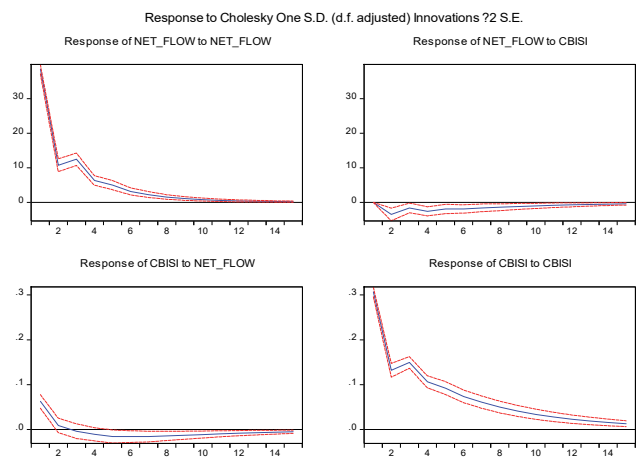 Response to Cholesky One S.D. (d.f. adjusted) Innovations ?2 S.E.
Response of NET_FLOW to NET_FLOW
30
20
10
0
2 4 6 8 10 12 14
Response of NET_FLOW to CBISI
30
20
10
0
2 4 6 8 10 12 14
Response of CBISI to NET_FLOW
.3
.2
.1
.0
2 4 6 8 10 12 14
Response of CBISI to CBISI
.3
.2
.1
.0
2 4 6 8 10 12 14